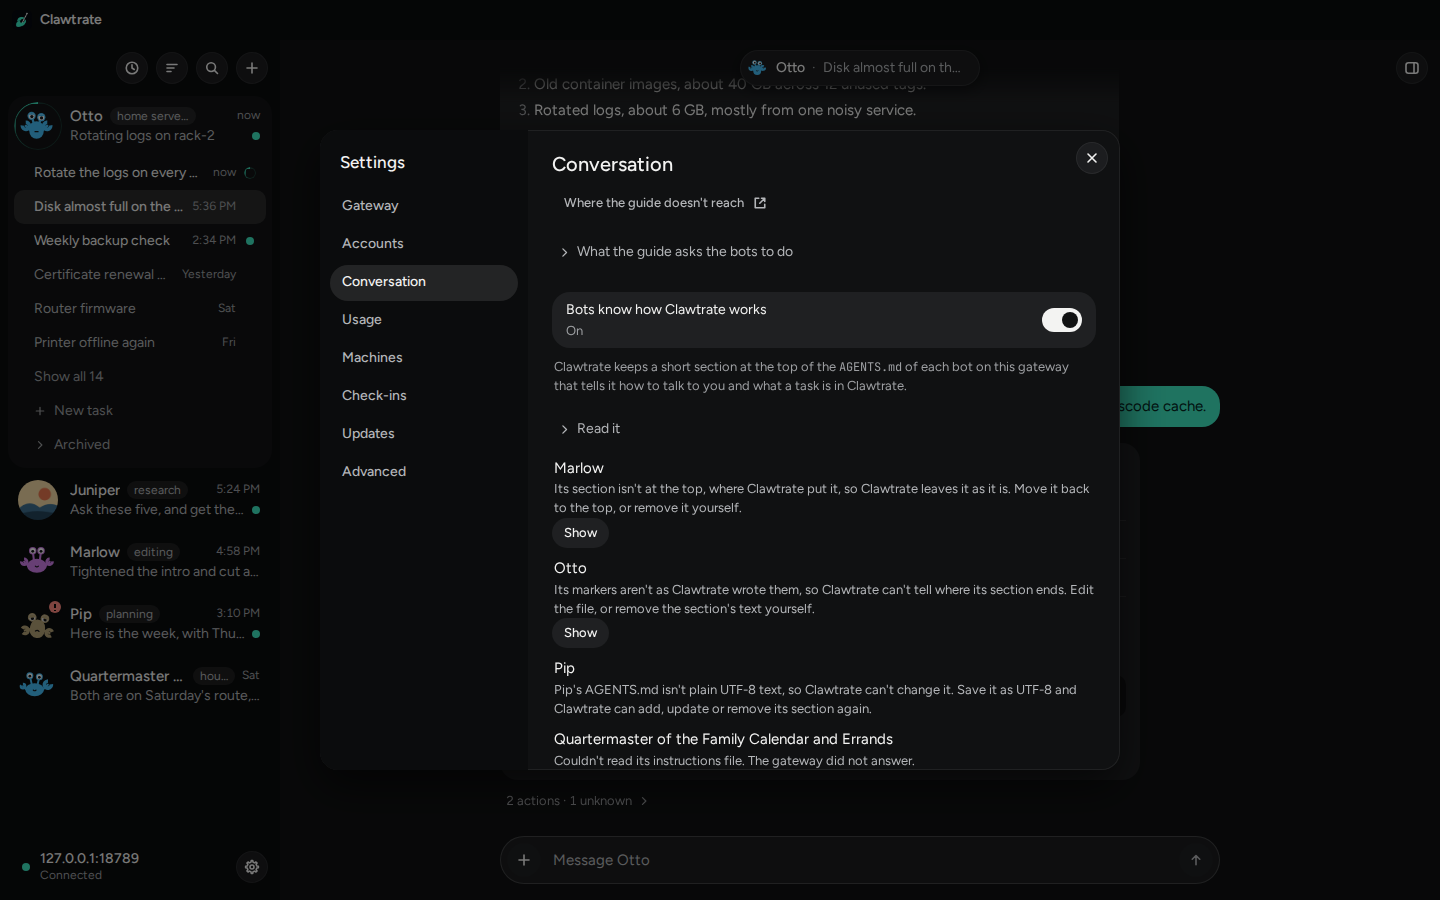 Clawtrate
Otto
home serve...
now
Rotating logs on rack-2
Rotate the logs on every ...
now
Disk almost full on the ...
5:36 PM
Weekly backup check
2:34 PM
Certificate renewal ...
Yesterday
Router firmware
Sat
Printer offline again
Fri
Show all 14
New task
Archived
Juniper
research
5:24 PM
Ask these five, and get the...
Marlow
editing
4:58 PM
Tightened the intro and cut a...
Pip
planning
3:10 PM
Here is the week, with Thu...
Quartermaster ...
hou...
Sat
Both are on Saturday's route,...
127.0.0.1:18789
Connected
Otto · Disk almost full on th...
2. Old container images, about 40 GB across 12 unused tags.
3. Rotated logs, about 6 GB, mostly from one noisy service.
scode cache.
Settings
Gateway
Accounts
Conversation
Usage
Machines
Check-ins
Updates
Advanced
Conversation
Where the guide doesn't reach
What the guide asks the bots to do
Bots know how Clawtrate works
On
Clawtrate keeps a short section at the top of the AGENTS.md of each bot on this gateway
that tells it how to talk to you and what a task is in Clawtrate.
Read it
Marlow
Its section isn't at the top, where Clawtrate put it, so Clawtrate leaves it as it is. Move it back
to the top, or remove it yourself.
Show
Otto
Its markers aren't as Clawtrate wrote them, so Clawtrate can't tell where its section ends. Edit
the file, or remove the section's text yourself.
Show
Pip
Pip's AGENTS.md isn't plain UTF-8 text, so Clawtrate can't change it. Save it as UTF-8 and
Clawtrate can add, update or remove its section again.
Quartermaster of the Family Calendar and Errands
Couldn't read its instructions file. The gateway did not answer.
2 actions · 1 unknown
Message Otto